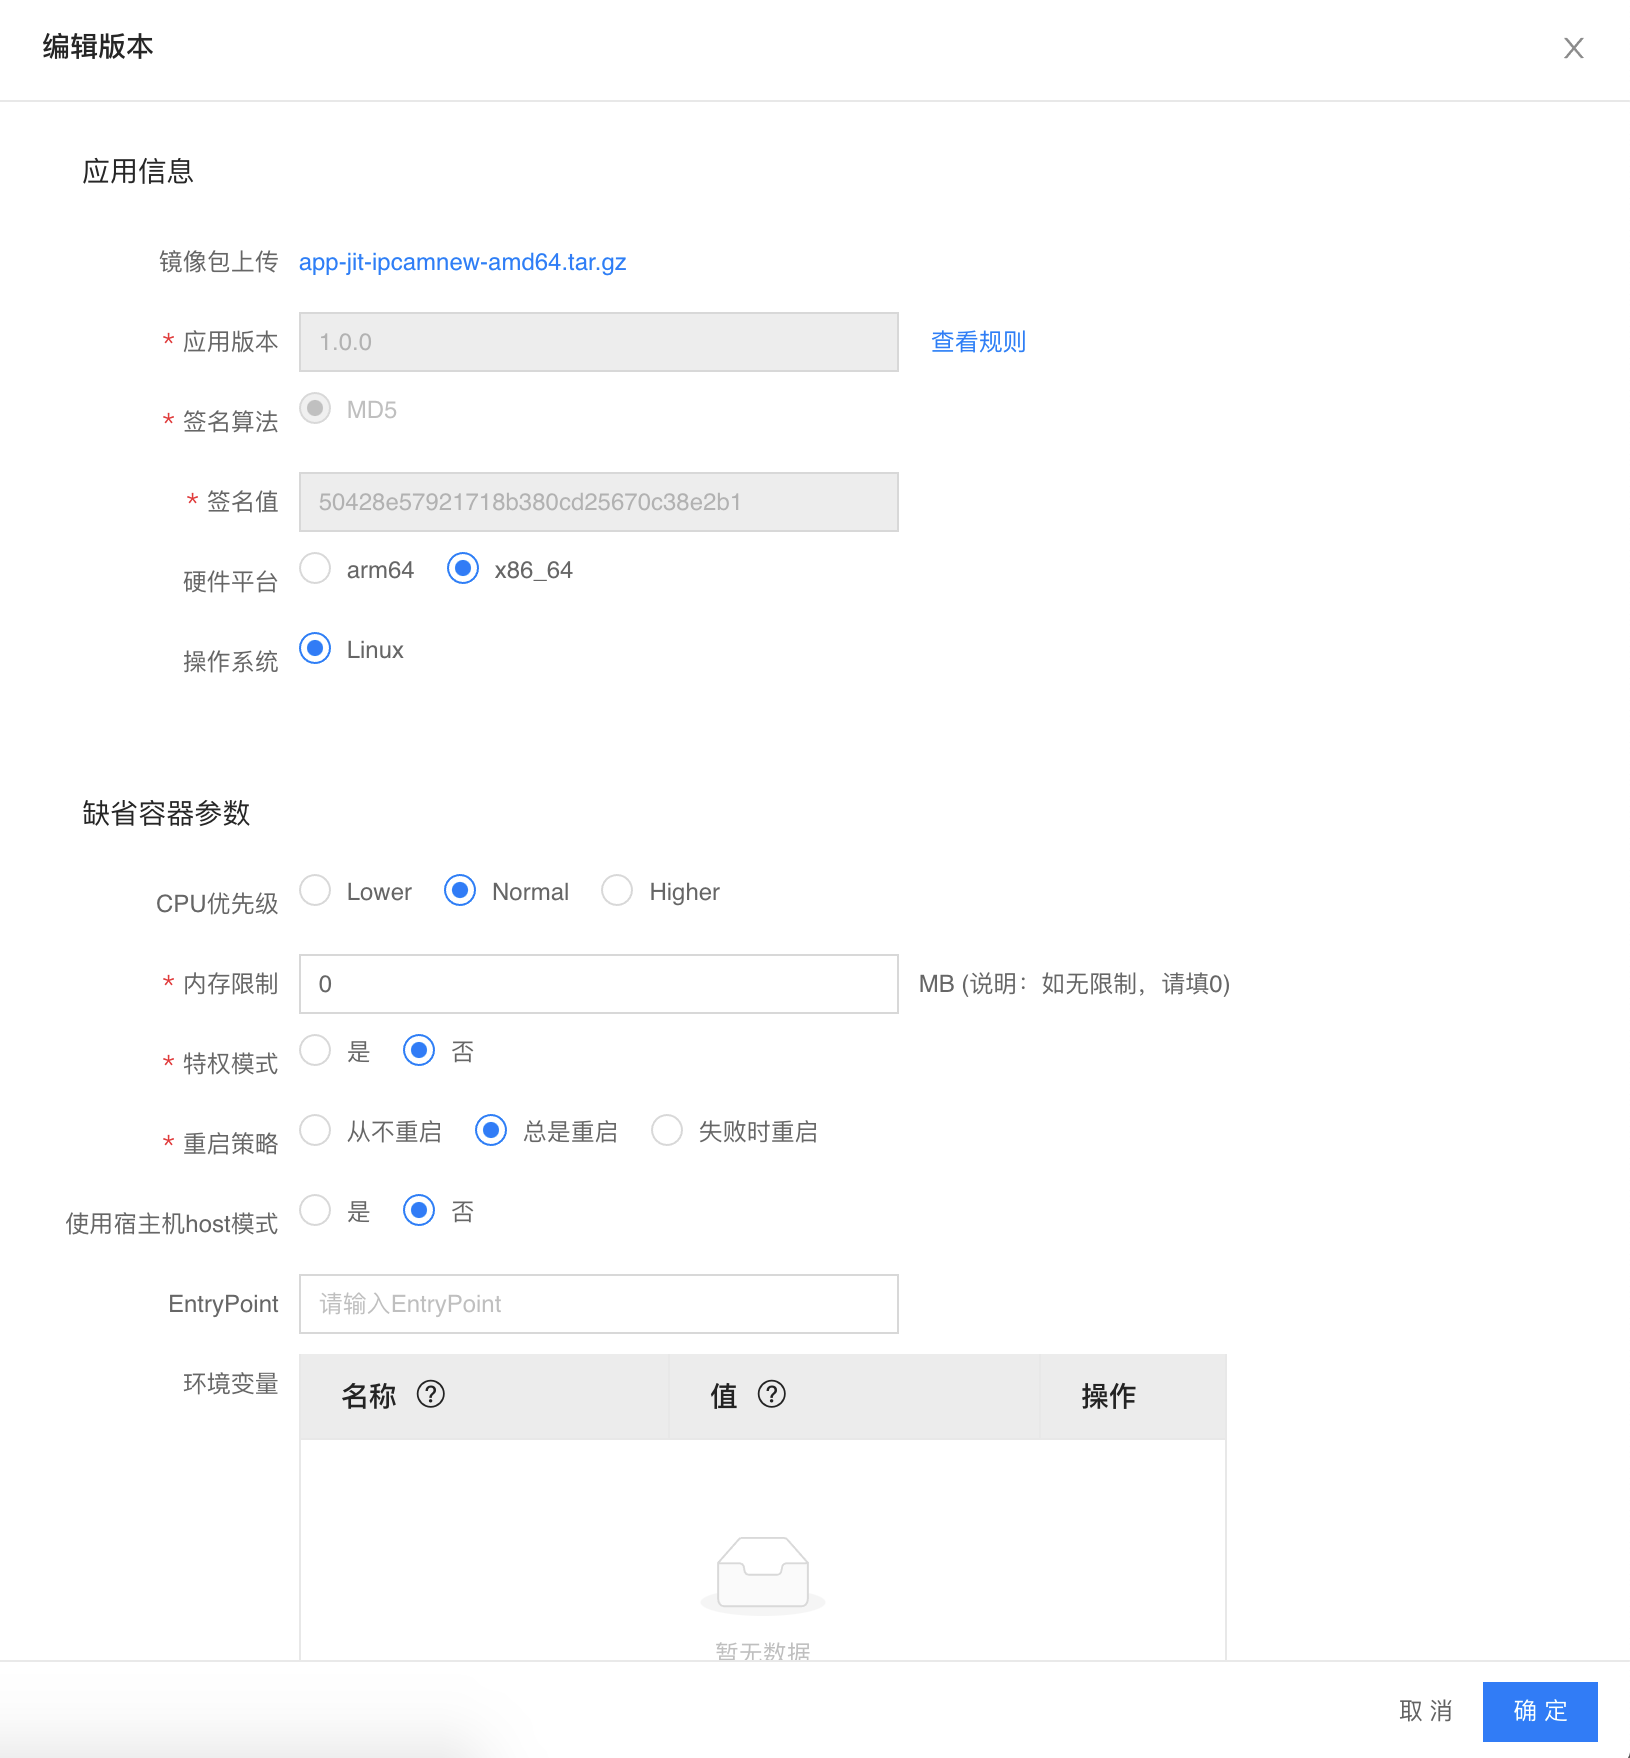 编辑版本
应用信息
镜像包上传 app-jit-ipcamnew-amd64.tar.gz
* 应用版本 1.0.0 查看规则
* 签名算法 MD5
* 签名值 50428e57921718b380cd25670c38e2b1
硬件平台 arm64 x86_64
操作系统 Linux
缺省容器参数
CPU优先级 Lower Normal Higher
* 内存限制 0 MB (说明：如无限制，请填0)
* 特权模式 是 否
* 重启策略 从不重启 总是重启 失败时重启
使用宿主机host模式 是 否
EntryPoint 请输入EntryPoint
环境变量 名称 ? 值 ? 操作
暂无数据
取 消 确 定